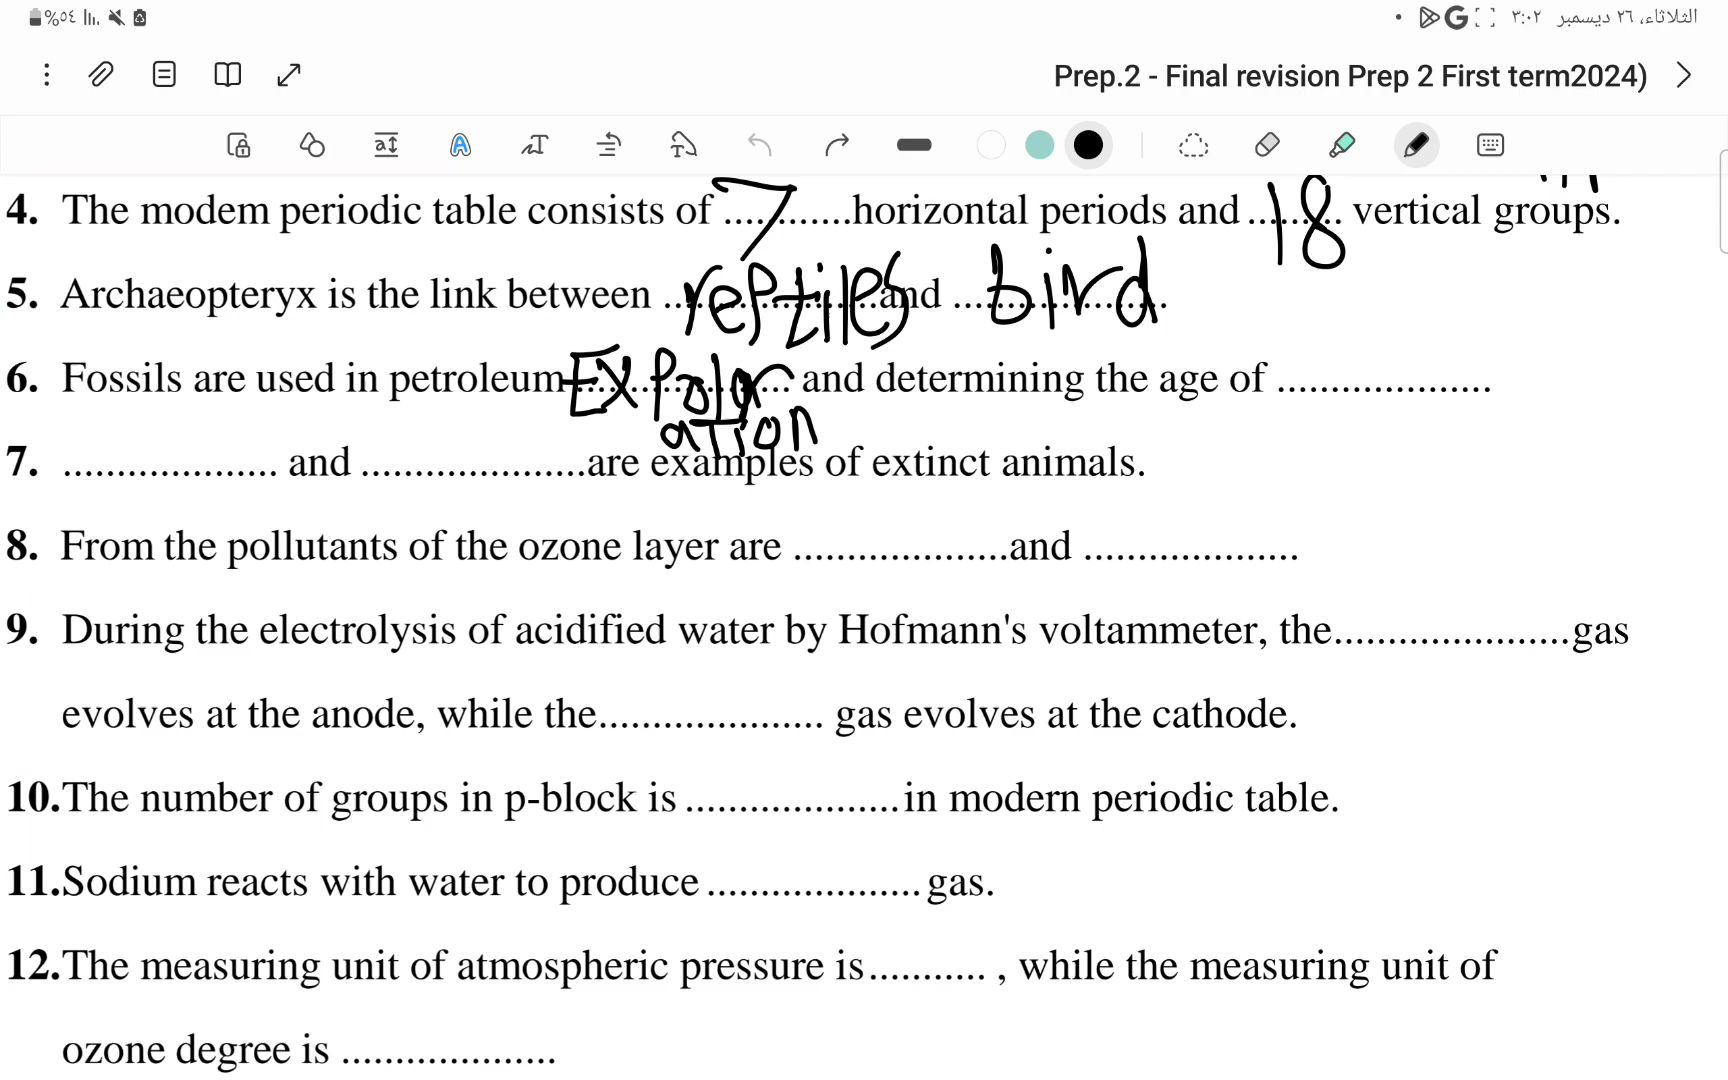 %٥٤ الثلاثاء، ٢٦ ديسمبر ٣:٠٢
Prep.2 - Final revision Prep 2 First term2024)
4. The modem periodic table consists of ....7....horizontal periods and ...18... vertical groups.
5. Archaeopteryx is the link between ...reptiles...and ...bird...
6. Fossils are used in petroleum ...EXPolar ation... and determining the age of ....................
7. .................... and .....................are examples of extinct animals.
8. From the pollutants of the ozone layer are ....................and ....................
9. During the electrolysis of acidified water by Hofmann's voltammeter, the......................gas
evolves at the anode, while the..................... gas evolves at the cathode.
10.The number of groups in p-block is ....................in modern periodic table.
11.Sodium reacts with water to produce .................... gas.
12.The measuring unit of atmospheric pressure is........... , while the measuring unit of
ozone degree is ....................